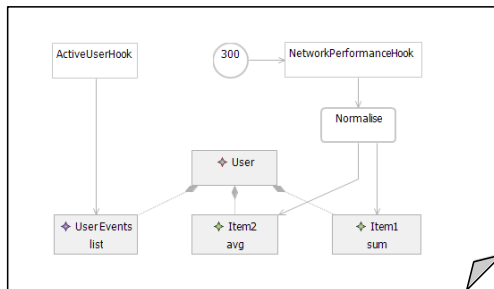 ActiveUserHook
300
NetworkPerformanceHook
Normalise
User
UserEvents
list
Item2
avg
Item1
sum